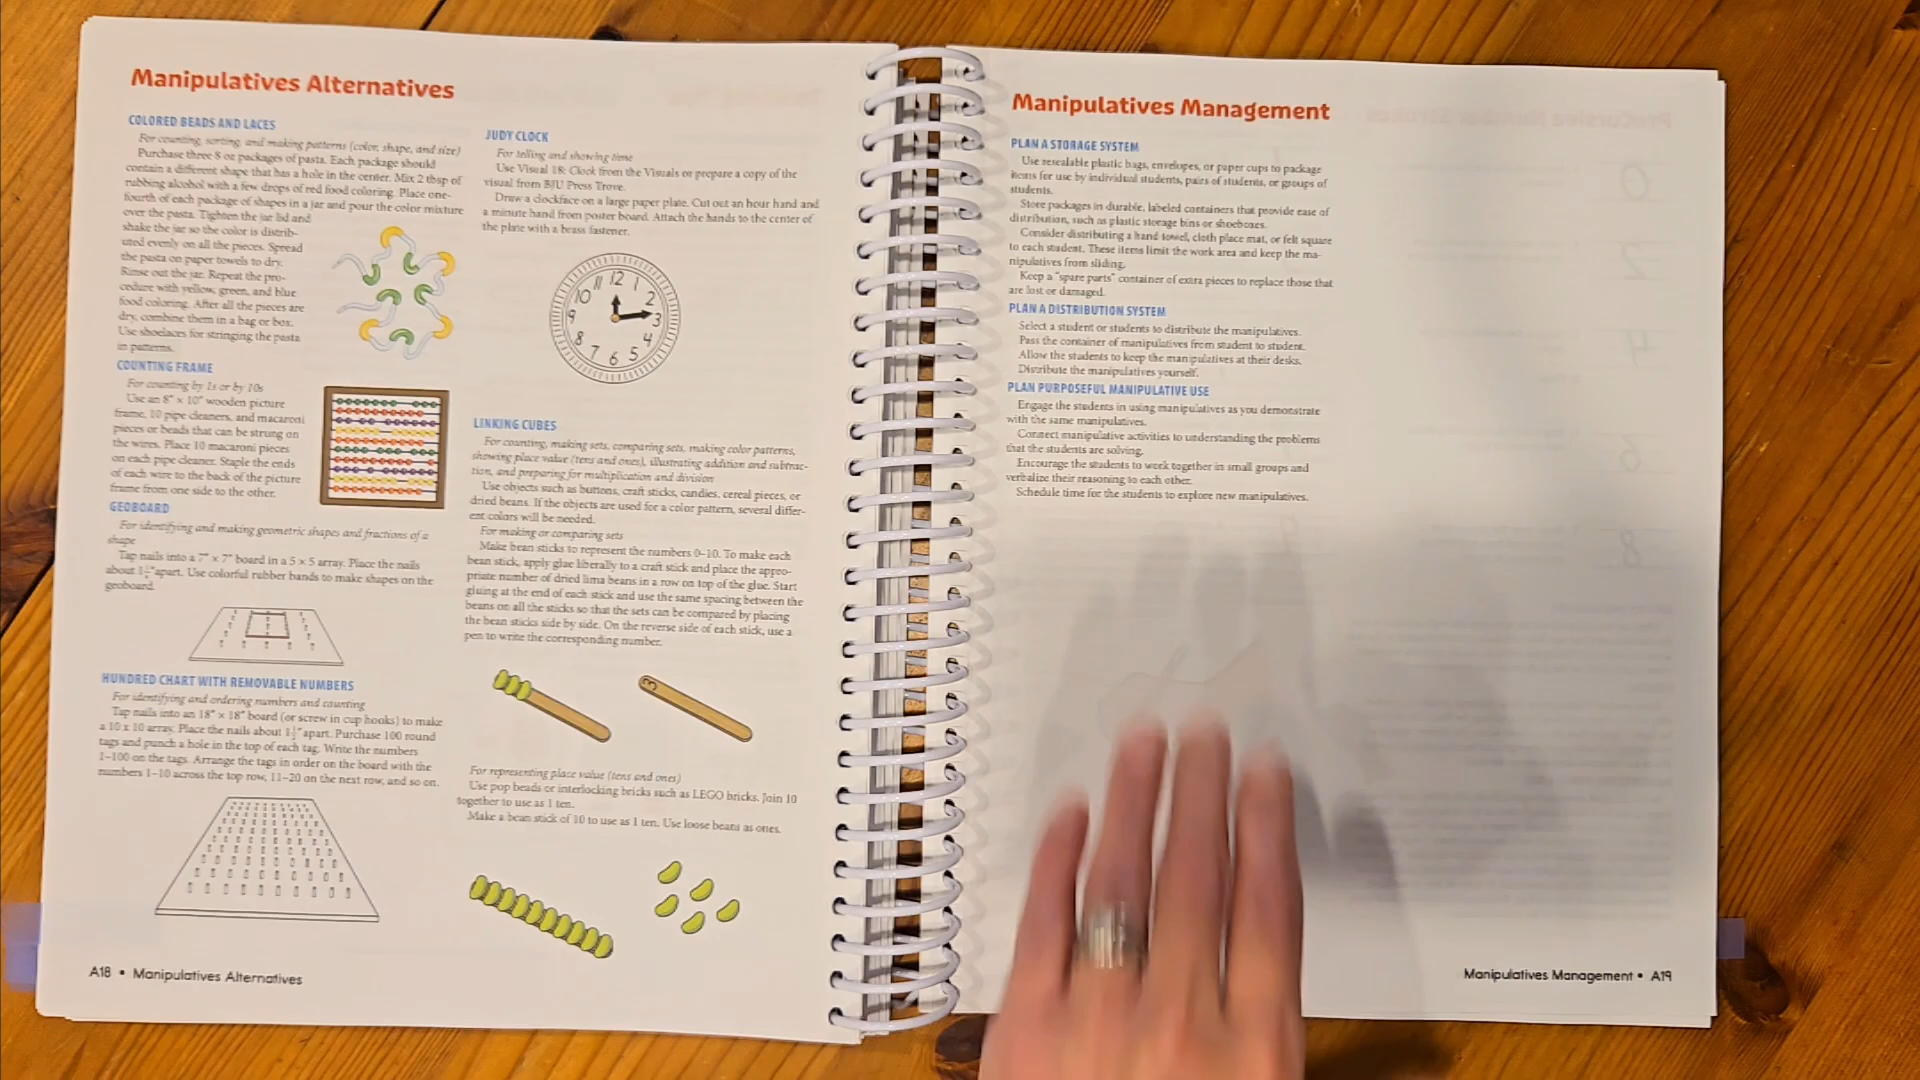 Manipulatives Alternatives
COLORED BEADS AND LACES
For counting, sorting, and making patterns (color, shape, and size)
Purchase three 8 oz packages of pasta. Each package should
contain a different shape that has a hole in the center. Mix 2 tbsp of
rubbing alcohol with a few drops of red food coloring. Place one-
fourth of each package of shapes in a jar and pour the color mixture
over the pasta. Tighten the jar lid and
shake the jar so the color is distrib-
uted evenly on all the pieces. Spread
the pasta on paper towels to dry.
Rinse out the jar. Repeat the pro-
cedure with yellow, green, and blue
food coloring. After all the pieces are
dry, combine them in a bag or box.
Use shoelaces for stringing the pasta
in patterns.
COUNTING FRAME
For counting by 1s or by 10s
Use an 8" × 10" wooden picture
frame, 10 pipe cleaners, and macaroni
pieces or beads that can be strung on
the wires. Place 10 macaroni pieces
on each pipe cleaner. Staple the ends
of each wire to the back of the picture
frame from one side to the other.
GEOBOARD
For identifying and making geometric shapes and fractions of a
shape
Tap nails into a 7" × 7" board in a 5 × 5 array. Place the nails
about apart. Use colorful rubber bands to make shapes on the
geoboard.
HUNDRED CHART WITH REMOVABLE NUMBERS
For identifying and ordering numbers and counting
Tap nails into an 18" × 18" board (or screw in cup hooks) to make
a 10 x 10 array. Place the nails about 1½" apart. Purchase 100 round
tags and punch a hole in the top of each tag. Write the numbers
1–100 on the tags. Arrange the tags in order on the board with the
numbers 1–10 across the top row, 11–20 on the next row, and so on.
A18 • Manipulatives Alternatives
JUDY CLOCK
For telling and showing time
Use Visual 18: Clock from the Visuals or prepare a copy of the
visual from BJU Press Trove.
Draw a clockface on a large paper plate. Cut out an hour hand and
a minute hand from poster board. Attach the hands to the center of
the plate with a brass fastener.
12
11 1
10 2
9 3
8 4
7 6 5
LINKING CUBES
For counting, making sets, comparing sets, making color patterns,
showing place value (tens and ones), illustrating addition and subtrac-
tion, and preparing for multiplication and division
Use objects such as buttons, craft sticks, candies, cereal pieces, or
dried beans. If the objects are used for a color pattern, several differ-
ent colors will be needed.
For making or comparing sets
Make bean sticks to represent the numbers 0–10. To make each
bean stick, apply glue liberally to a craft stick and place the appro-
priate number of dried lima beans in a row on top of the glue. Start
gluing at the end of each stick and use the same spacing between the
beans on all the sticks so that the sets can be compared by placing
the bean sticks side by side. On the reverse side of each stick, use a
pen to write the corresponding number.
3
For representing place value (tens and ones)
Use pop beads or interlocking bricks such as LEGO bricks. Join 10
together to use as 1 ten.
Make a bean stick of 10 to use as 1 ten. Use loose beans as ones.
Manipulatives Management
PLAN A STORAGE SYSTEM
Use resealable plastic bags, envelopes, or paper cups to package
items for use by individual students, pairs of students, or groups of
students.
Store packages in durable, labeled containers that provide ease of
distribution, such as plastic storage bins or shoeboxes.
Consider distributing a hand towel, cloth place mat, or felt square
to each student. These items limit the work area and keep the ma-
nipulatives from sliding.
Keep a "spare parts" container of extra pieces to replace those that
are lost or damaged.
PLAN A DISTRIBUTION SYSTEM
Select a student or students to distribute the manipulatives.
Pass the container of manipulatives from student to student.
Allow the students to keep the manipulatives at their desks.
Distribute the manipulatives yourself.
PLAN PURPOSEFUL MANIPULATIVE USE
Engage the students in using manipulatives as you demonstrate
with the same manipulatives.
Connect manipulative activities to understanding the problems
that the students are solving.
Encourage the students to work together in small groups and
verbalize their reasoning to each other.
Schedule time for the students to explore new manipulatives.
Manipulatives Management • A19